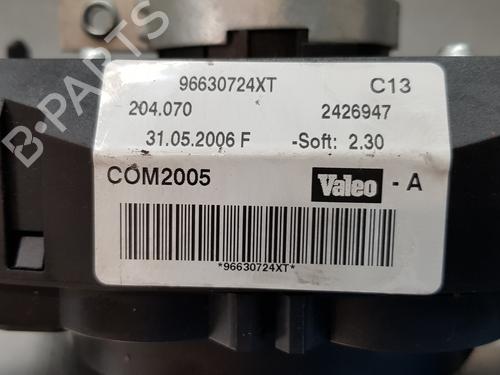 96630724XT C13
204.070 2426947
31.05.2006 F -Soft: 2.30
COM2005 Valeo - A
*96630724XT*
B-PARTS